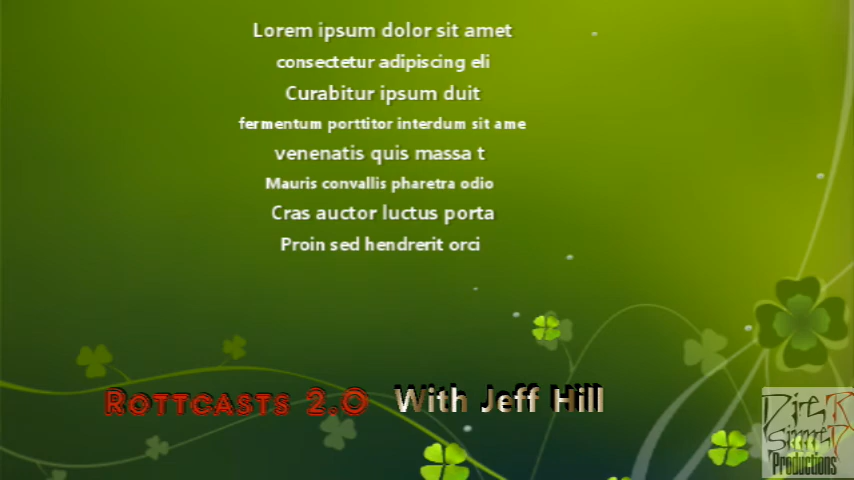 Lorem ipsum dolor sit amet
consectetur adipiscing eli
Curabitur ipsum duit
fermentum porttitor interdum sit ame
venenatis quis massa t
Mauris convallis pharetra odio
Cras auctor luctus porta
Proin sed hendrerit orci
Rottcasts 2.0 With Jeff Hill
Productions